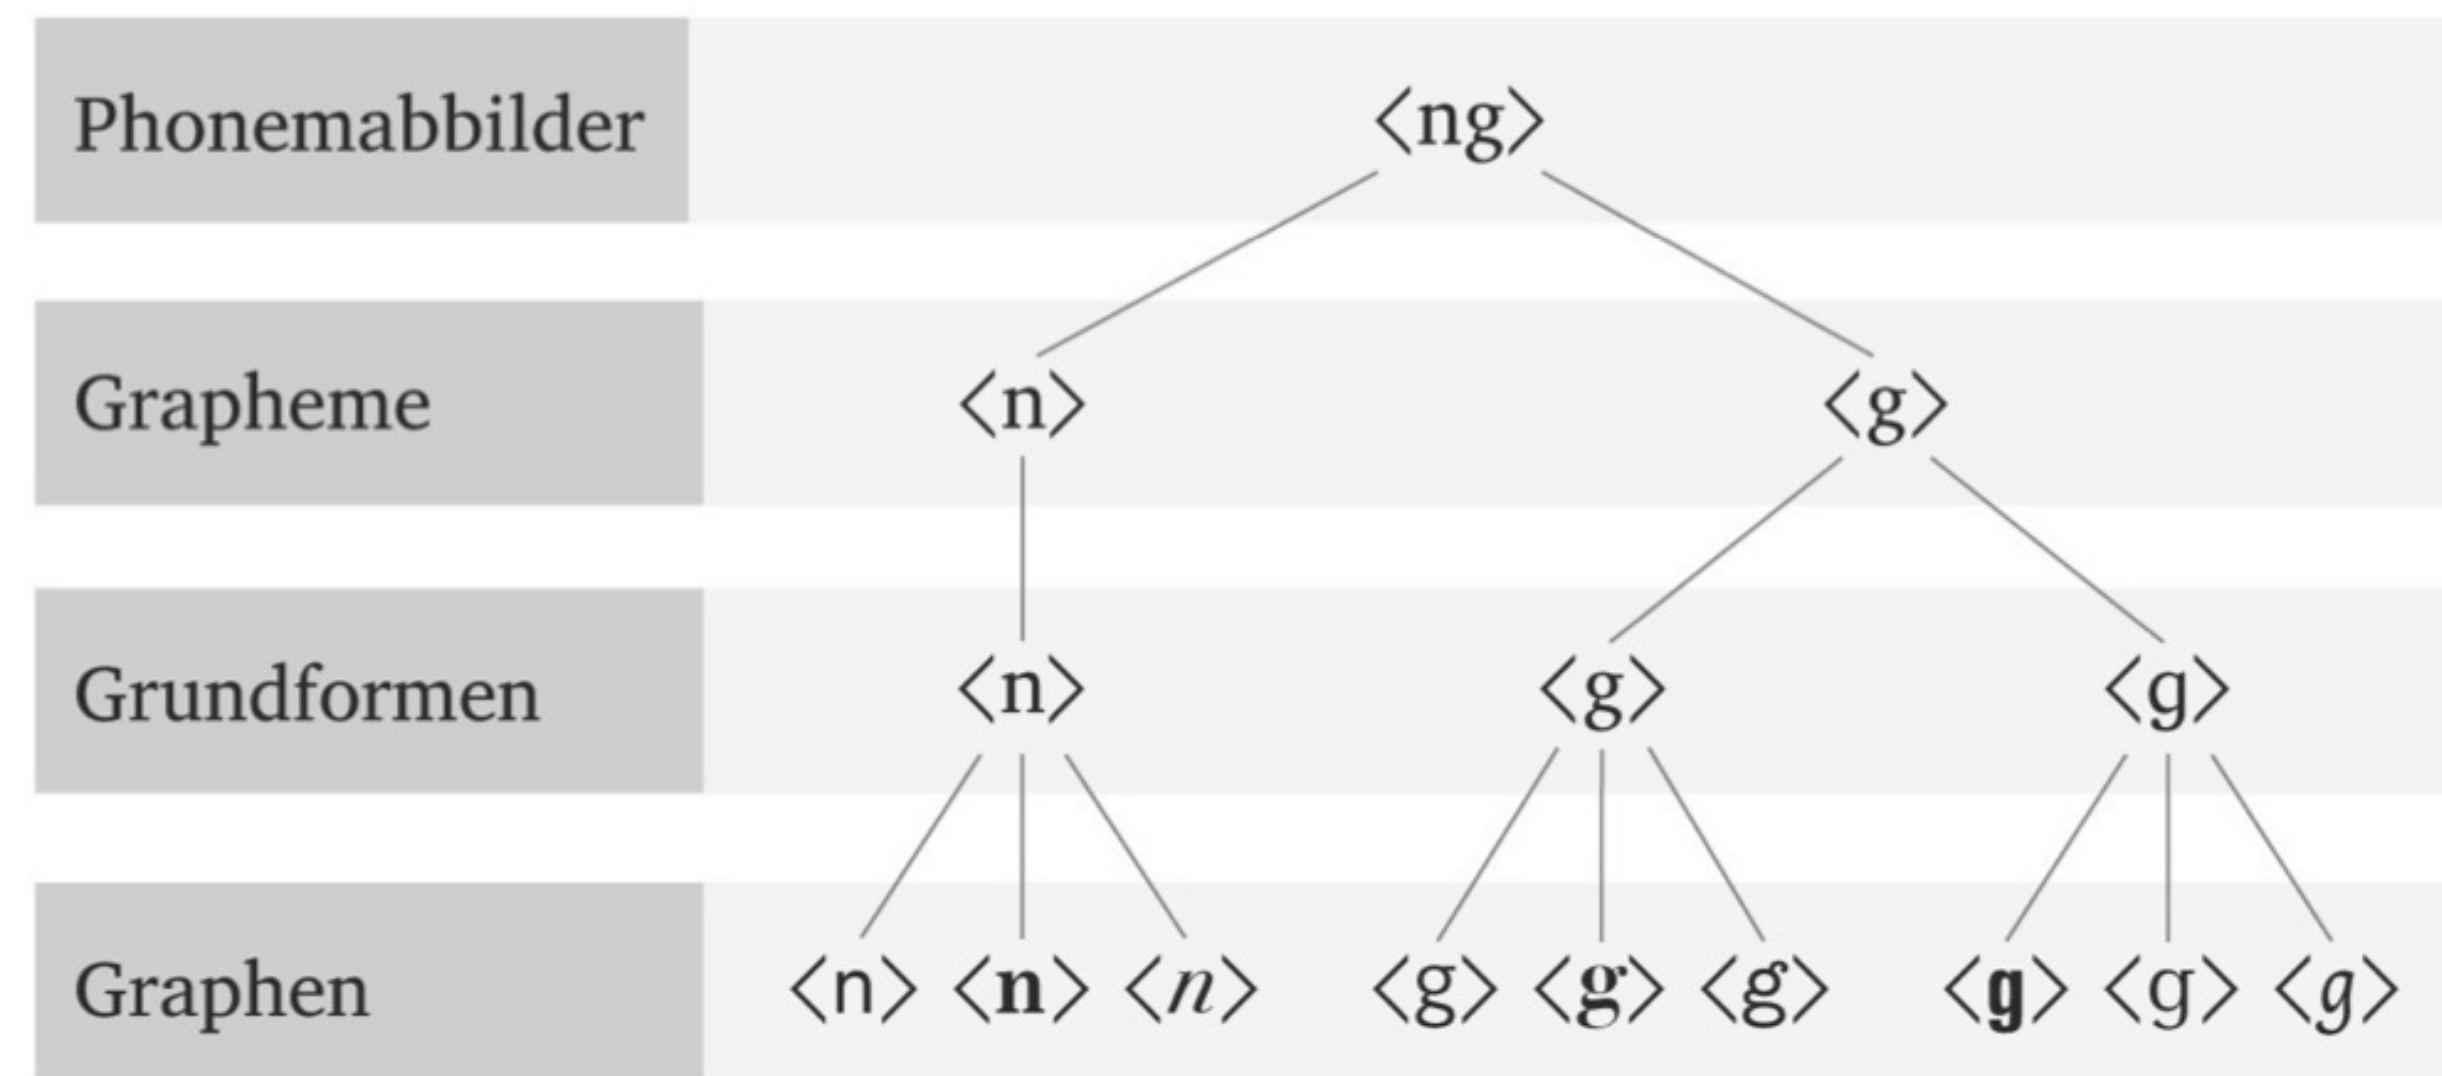 Phonemabbilder <ng>
Grapheme <n> <g>
Grundformen <n> <g> <g>
Graphen <n> <n> <n> <g> <g> <g> <g> <g> <g>